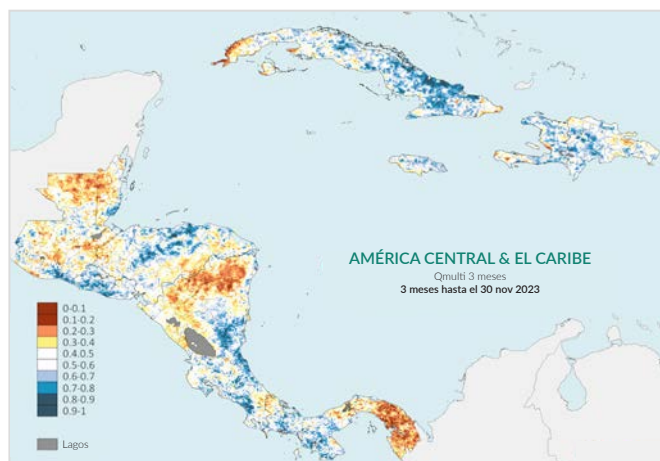 AMÉRICA CENTRAL & EL CARIBE
Qmulti 3 meses
3 meses hasta el 30 nov 2023
0-0.1
0.1-0.2
0.2-0.3
0.3-0.4
0.4-0.5
0.5-0.6
0.6-0.7
0.7-0.8
0.8-0.9
0.9-1
Lagos